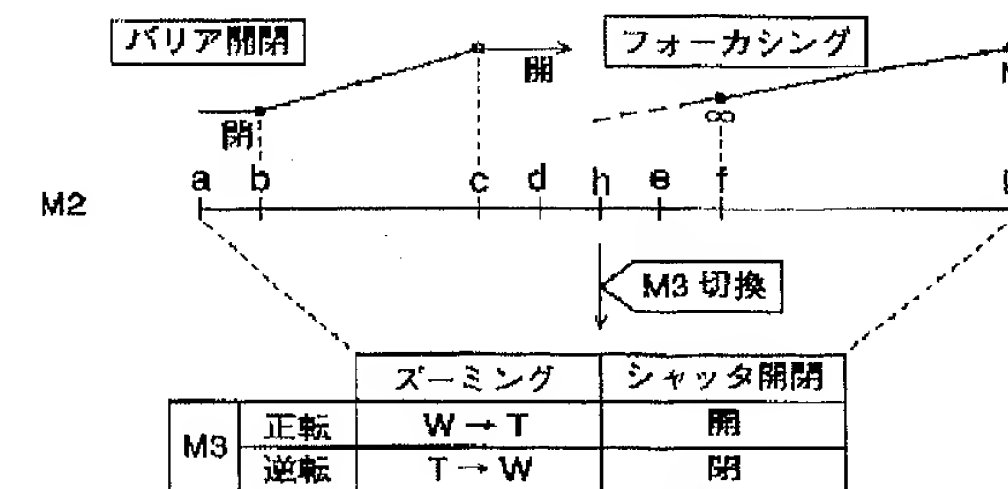 バリア開閉
フォーカシング
開
閉
∞
a b c d h e f
M2
M3 切換
ズーミング シャッタ開閉
M3 正転 W→T 開
逆転 T→W 閉